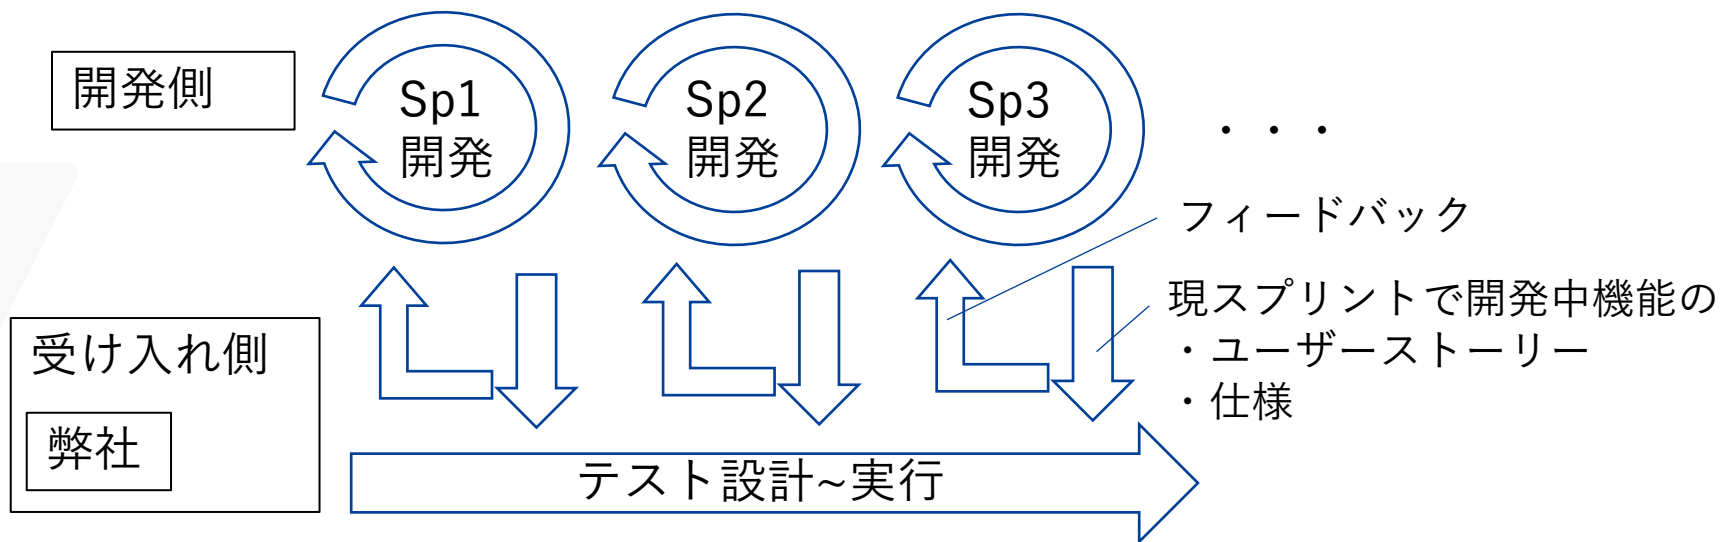 開発側
Sp1
開発
Sp2
開発
Sp3
開発
・・・
フィードバック
現スプリントで開発中機能の
・ユーザーストーリー
・仕様
受け入れ側
弊社
テスト設計~実行